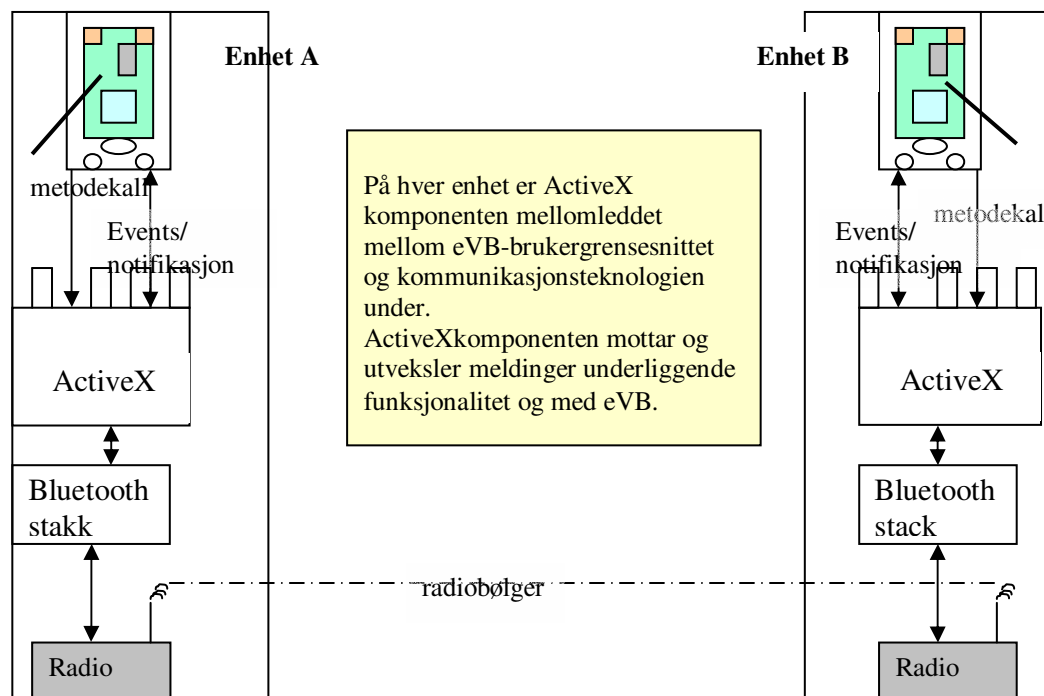 Enhet A
Enhet B
metodekall
Events/
notifikasjon
På hver enhet er ActiveX
komponenten mellomleddet
mellom eVB-brukergrensesnittet
og kommunikasjonsteknologien
under.
ActiveXkomponenten mottar og
utveksler meldinger underliggende
funksjonalitet og med eVB.
metodekal
Events/
notifikasjon
ActiveX
ActiveX
Bluetooth
stakk
Bluetooth
stack
radiobølger
Radio
Radio